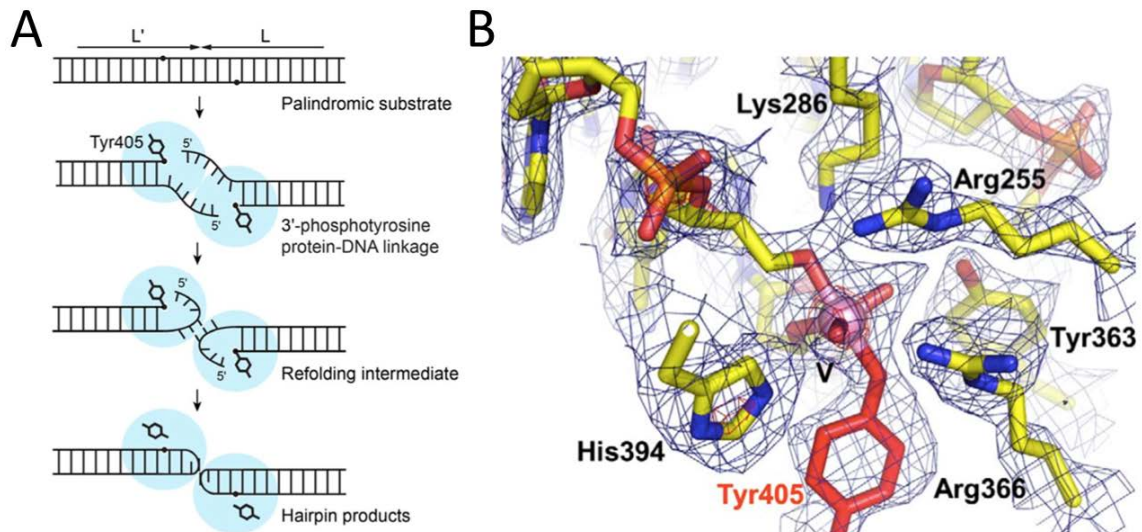 A
L'
L
Palindromic substrate
Tyr405
5'
5'
3'-phosphotyrosine
protein-DNA linkage
5'
5'
Refolding intermediate
Hairpin products
B
Lys286
Arg255
Tyr363
V
His394
Tyr405
Arg366